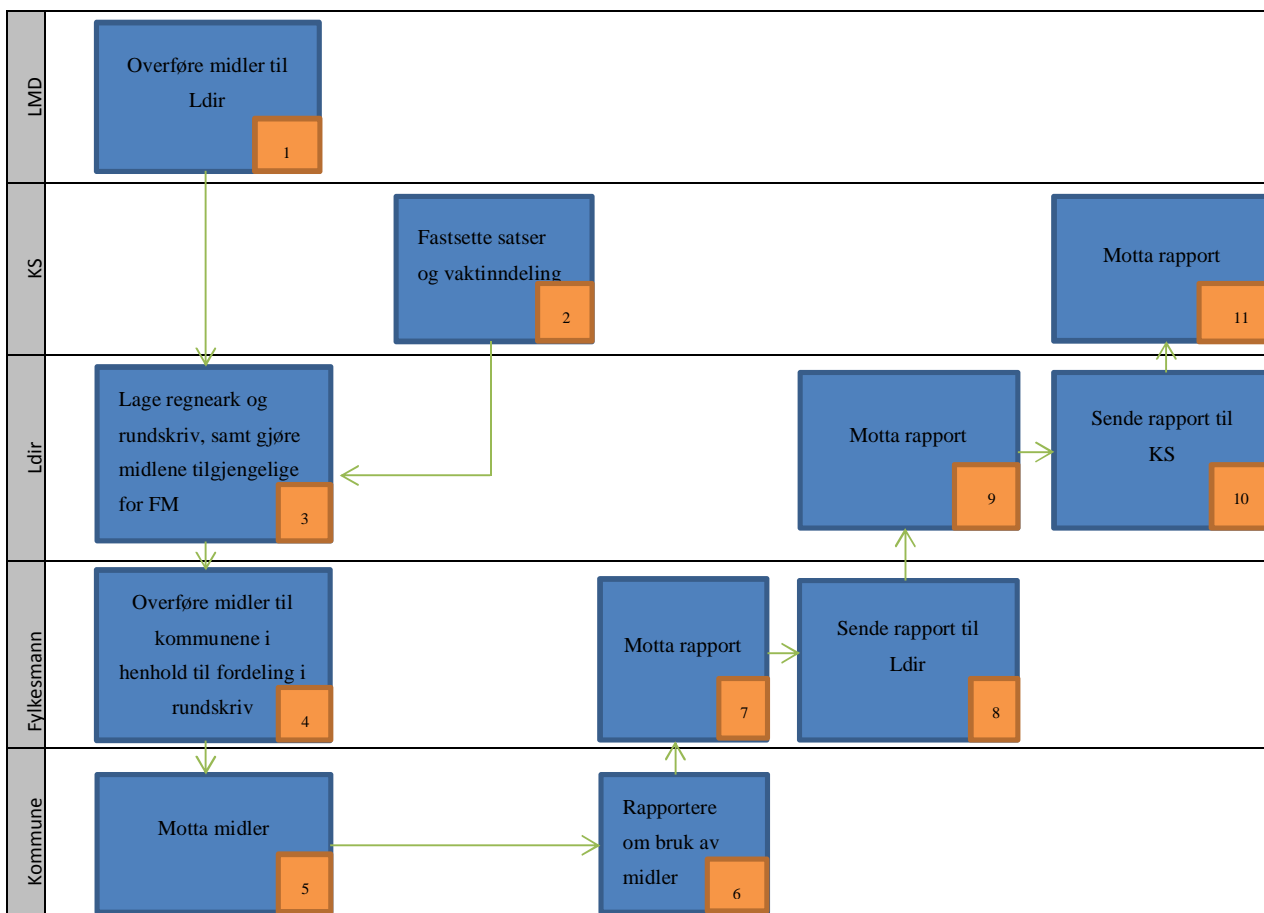 LMD
Overføre midler til
Ldir
1
KS
Fastsette satser
og vaktinndeling
2
Motta rapport
11
Ldir
Lage regneark og
rundskriv, samt gjøre
midlene tilgjengelige
for FM
3
Motta rapport
9
Sende rapport til
KS
10
Fylkesmann
Overføre midler til
kommunene i
henhold til fordeling i
rundskriv
4
Motta rapport
7
Sende rapport til
Ldir
8
Kommune
Motta midler
5
Rapportere
om bruk av
midler
6